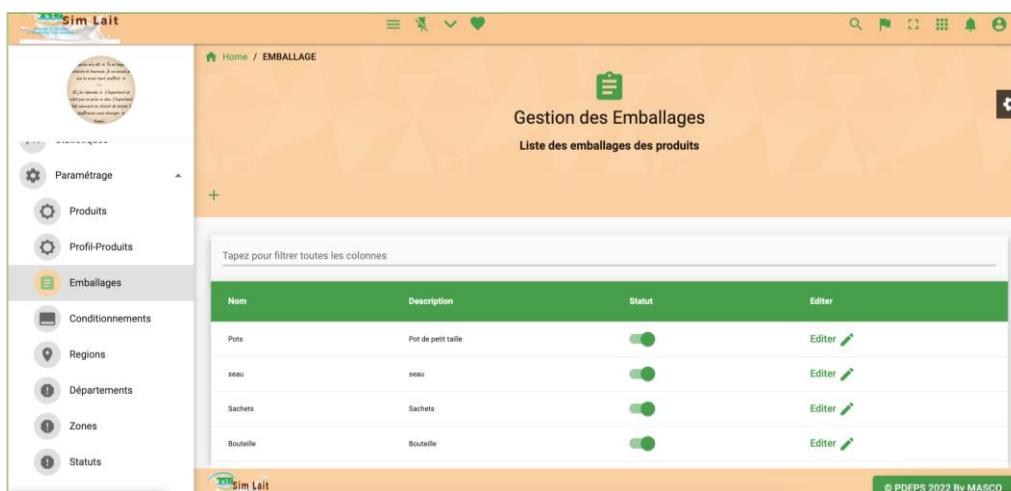 Sim Lait
Home / EMBALLAGE
Gestion des Emballages
Liste des emballages des produits
Paramétrage
Produits
Profil-Produits
Emballages
Conditionnements
Regions
Départements
Zones
Statuts
+
Tapez pour filtrer toutes les colonnes
Nom Description Statut Editer
Pots Pot de petit taille Editer
seau seau Editer
Sachets Sachets Editer
Bouteille Bouteille Editer
Sim Lait
© PDEPS 2022 By MASCO